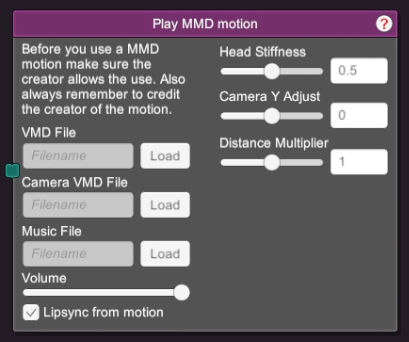 Play MMD motion
?
Before you use a MMD
motion make sure the
creator allows the use. Also
always remember to credit
the creator of the motion.
VMD File
Filename
Load
Camera VMD File
Filename
Load
Music File
Filename
Load
Volume
Lipsync from motion
Head Stiffness
0.5
Camera Y Adjust
0
Distance Multiplier
1